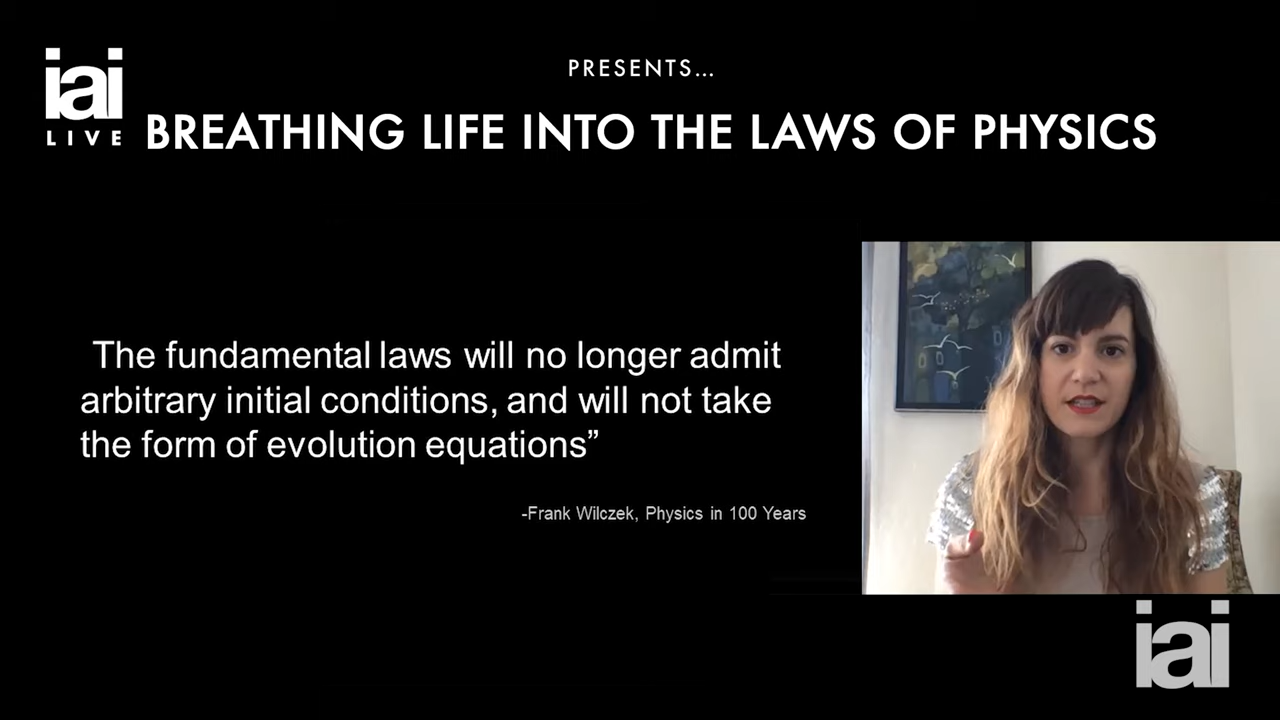 iai
LIVE
PRESENTS...
BREATHING LIFE INTO THE LAWS OF PHYSICS
The fundamental laws will no longer admit
arbitrary initial conditions, and will not take
the form of evolution equations”
-Frank Wilczek, Physics in 100 Years
iai